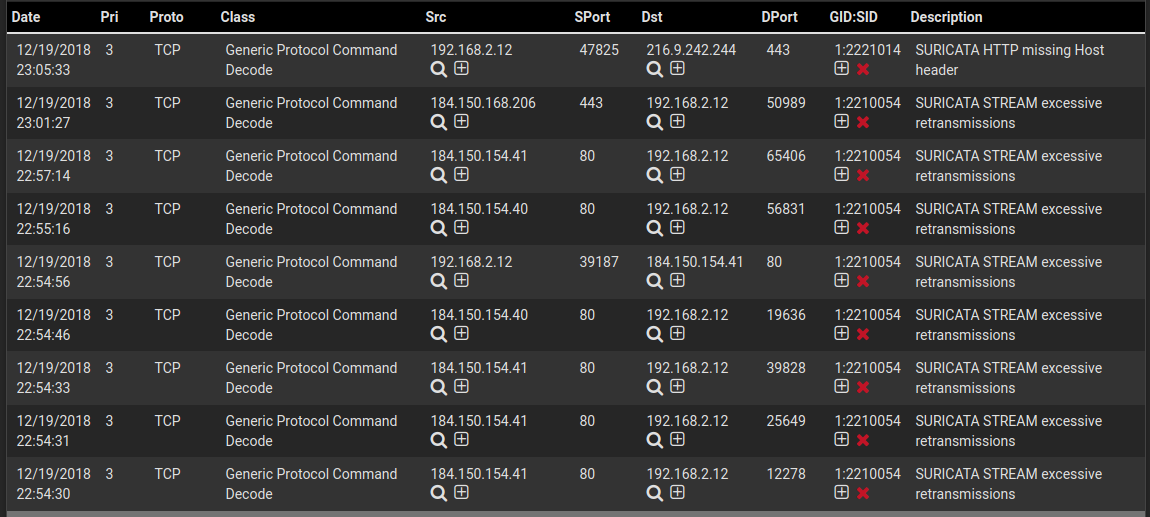 Date Pri Proto Class Src SPort Dst DPort GID:SID Description
12/19/2018 3 TCP Generic Protocol Command 192.168.2.12 47825 216.9.242.244 443 1:2221014 SURICATA HTTP missing Host
23:05:33 Decode header
12/19/2018 3 TCP Generic Protocol Command 184.150.168.206 443 192.168.2.12 50989 1:2210054 SURICATA STREAM excessive
23:01:27 Decode retransmissions
12/19/2018 3 TCP Generic Protocol Command 184.150.154.41 80 192.168.2.12 65406 1:2210054 SURICATA STREAM excessive
22:57:14 Decode retransmissions
12/19/2018 3 TCP Generic Protocol Command 184.150.154.40 80 192.168.2.12 56831 1:2210054 SURICATA STREAM excessive
22:55:16 Decode retransmissions
12/19/2018 3 TCP Generic Protocol Command 192.168.2.12 39187 184.150.154.41 80 1:2210054 SURICATA STREAM excessive
22:54:56 Decode retransmissions
12/19/2018 3 TCP Generic Protocol Command 184.150.154.40 80 192.168.2.12 19636 1:2210054 SURICATA STREAM excessive
22:54:46 Decode retransmissions
12/19/2018 3 TCP Generic Protocol Command 184.150.154.41 80 192.168.2.12 39828 1:2210054 SURICATA STREAM excessive
22:54:33 Decode retransmissions
12/19/2018 3 TCP Generic Protocol Command 184.150.154.41 80 192.168.2.12 25649 1:2210054 SURICATA STREAM excessive
22:54:31 Decode retransmissions
12/19/2018 3 TCP Generic Protocol Command 184.150.154.41 80 192.168.2.12 12278 1:2210054 SURICATA STREAM excessive
22:54:30 Decode retransmissions